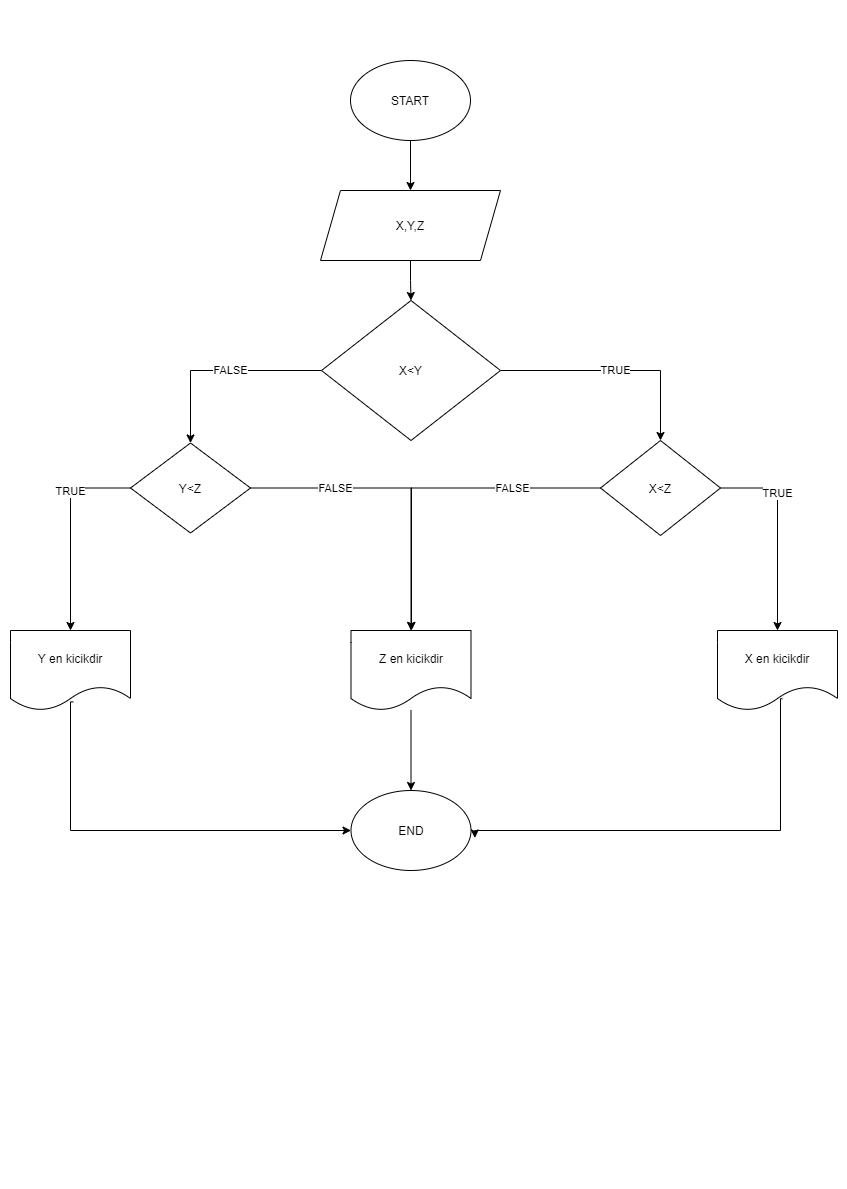 START
X,Y,Z
X<Y
FALSE
TRUE
Y<Z
X<Z
TRUE
FALSE
FALSE
TRUE
Y en kicikdir
Z en kicikdir
X en kicikdir
END